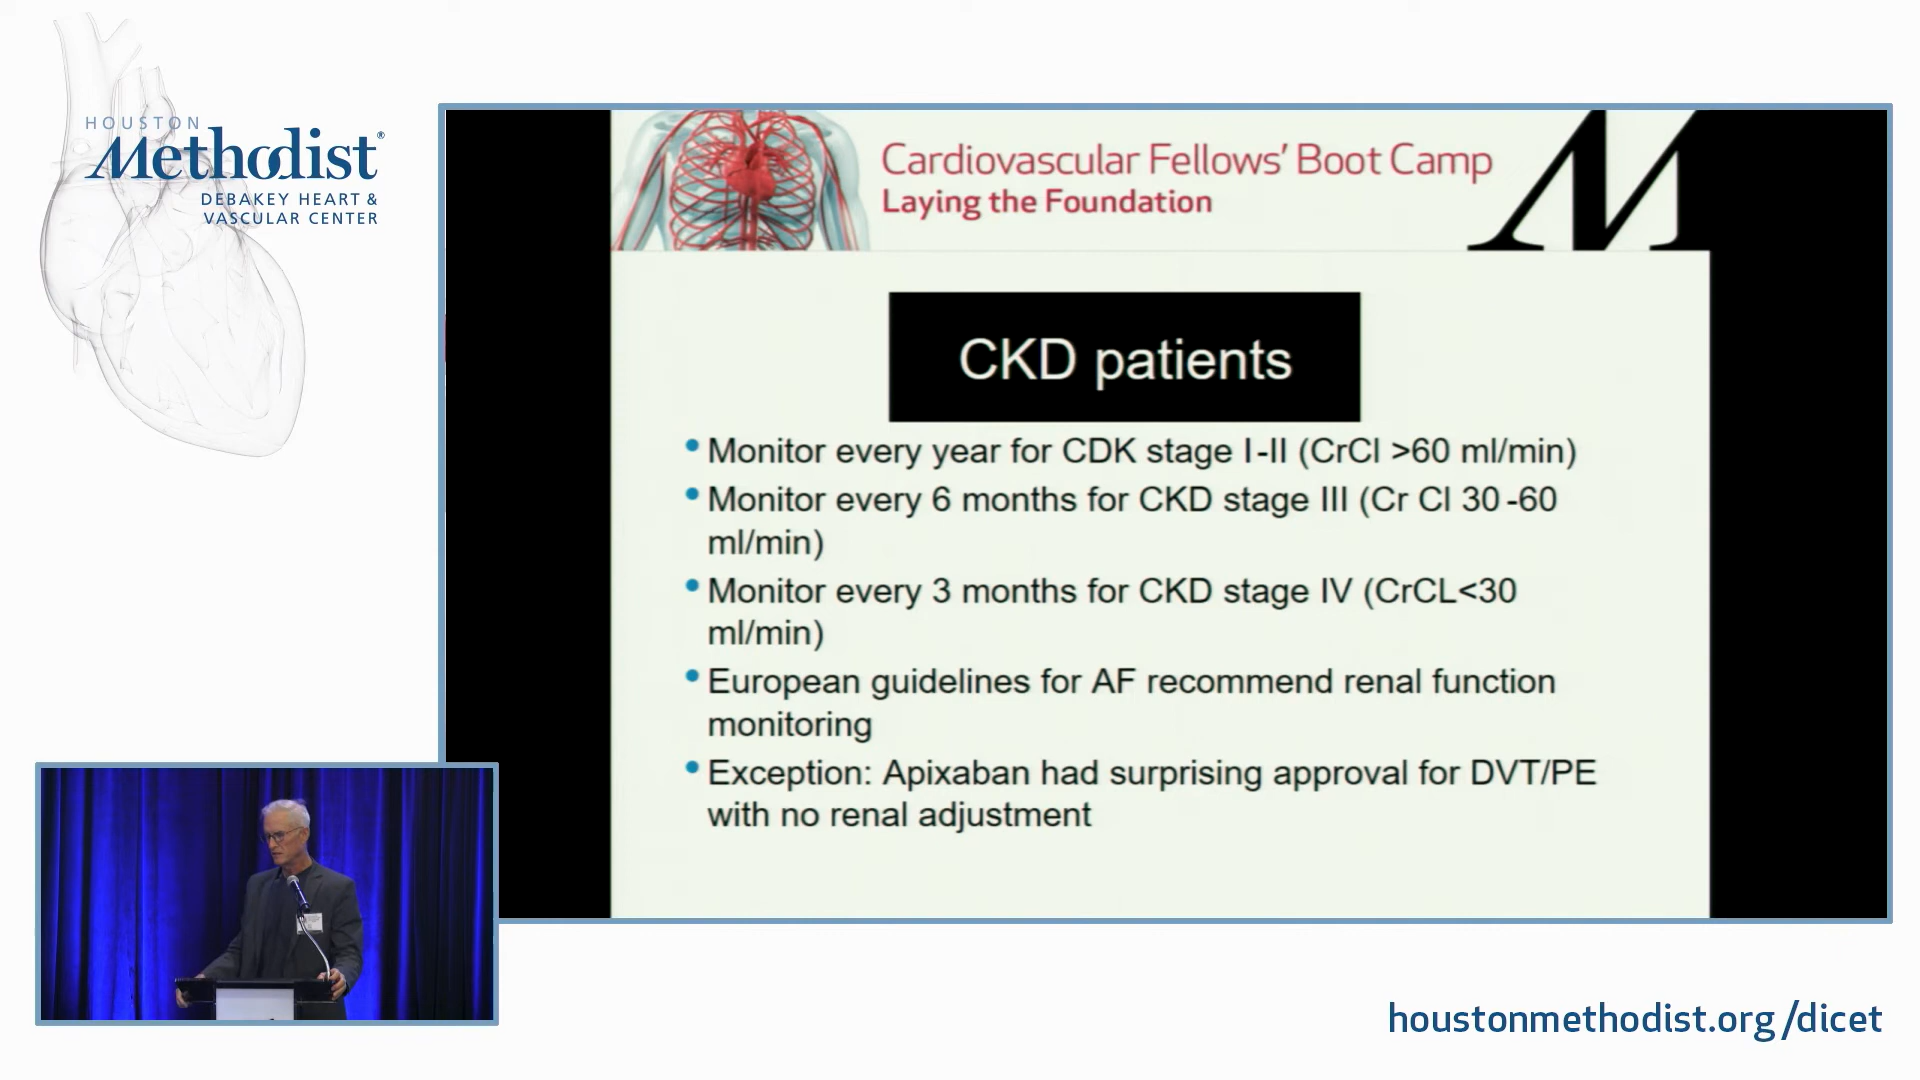 HOUSTON
Methodist®
DEBAKEY HEART &
VASCULAR CENTER
Cardiovascular Fellows' Boot Camp
Laying the Foundation
M
CKD patients
• Monitor every year for CDK stage I-II (CrCl >60 ml/min)
• Monitor every 6 months for CKD stage III (Cr Cl 30-60
ml/min)
• Monitor every 3 months for CKD stage IV (CrCL<30
ml/min)
• European guidelines for AF recommend renal function
monitoring
• Exception: Apixaban had surprising approval for DVT/PE
with no renal adjustment
houstonmethodist.org/dicet